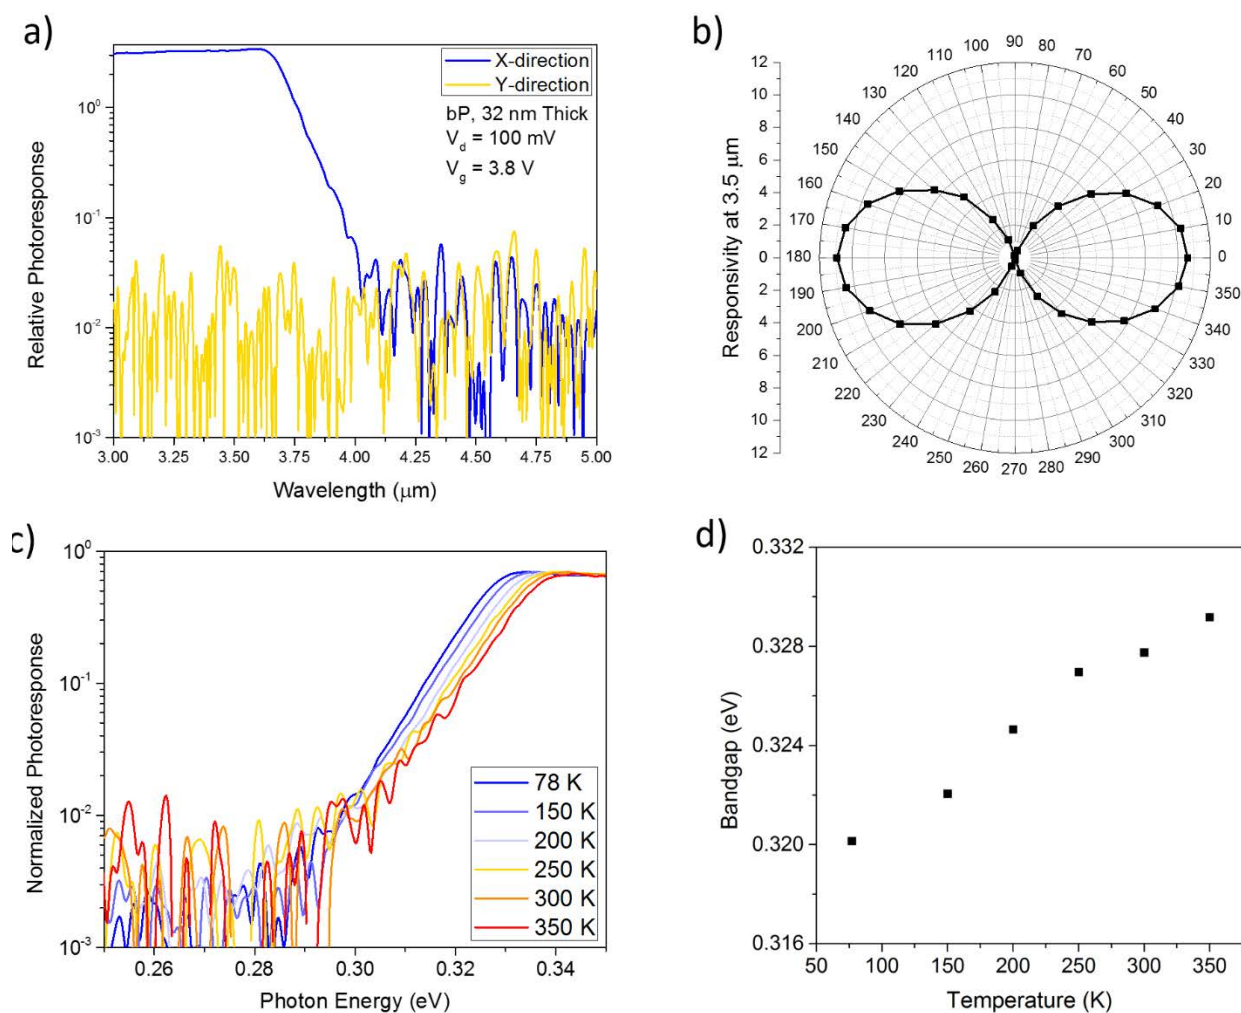 a)
Relative Photoresponse
10⁰
10⁻¹
10⁻²
10⁻³
3.00 3.25 3.50 3.75 4.00 4.25 4.50 4.75 5.00
Wavelength (μm)
X-direction
Y-direction
bP, 32 nm Thick
V_d = 100 mV
V_g = 3.8 V
b)
Responsivity at 3.5 μm
12
10
8
6
4
2
0
2
4
6
8
10
12
0
10
20
30
40
50
60
70
80
90
100
110
120
130
140
150
160
170
180
190
200
210
220
230
240
250
260
270
280
290
300
310
320
330
340
350
c)
Normalized Photoresponse
10⁰
10⁻¹
10⁻²
10⁻³
0.26 0.28 0.30 0.32 0.34
Photon Energy (eV)
78 K
150 K
200 K
250 K
300 K
350 K
d)
Bandgap (eV)
0.332
0.328
0.324
0.320
0.316
50 100 150 200 250 300 350
Temperature (K)